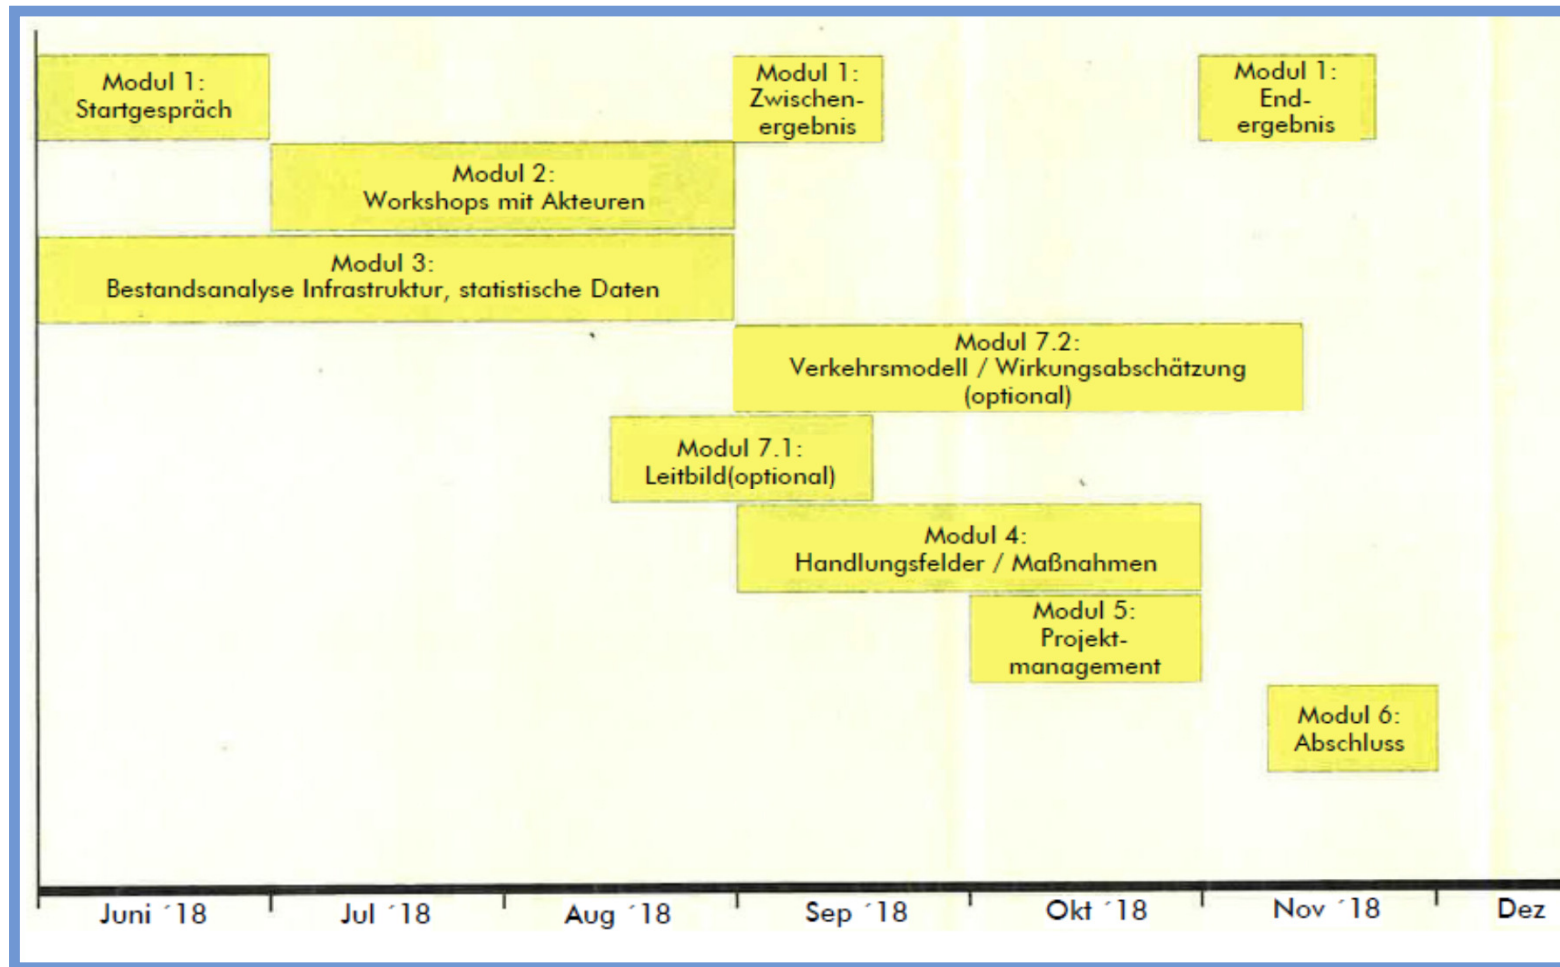 Modul 1:
Startgespräch
Modul 1:
Zwischen-
ergebnis
Modul 1:
End-
ergebnis
Modul 2:
Workshops mit Akteuren
Modul 3:
Bestandsanalyse Infrastruktur, statistische Daten
Modul 7.2:
Verkehrsmodell / Wirkungsabschätzung
(optional)
Modul 7.1:
Leitbild(optional)
Modul 4:
Handlungsfelder / Maßnahmen
Modul 5:
Projekt-
management
Modul 6:
Abschluss
Juni ´18
Jul ´18
Aug ´18
Sep ´18
Okt ´18
Nov ´18
Dez